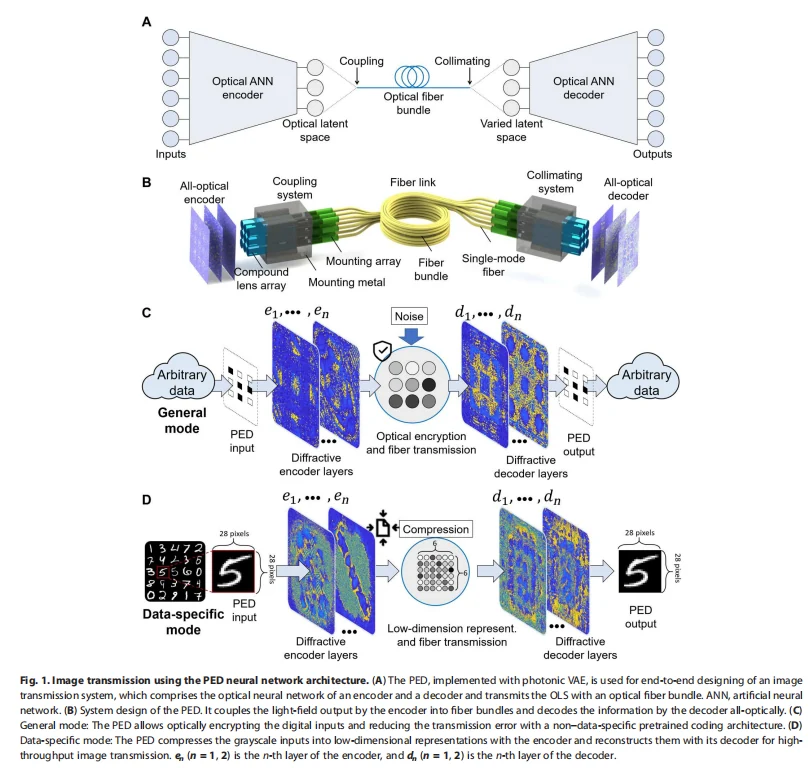 A
Coupling
Collimating
Optical ANN
encoder
Optical ANN
decoder
Optical fiber
bundle
Optical latent
space
Varied latent
space
Inputs
Outputs
B
All-optical
encoder
Coupling
system
Fiber link
Collimating
system
All-optical
decoder
Compound
lens array
Mounting array
Mounting metal
Fiber
bundle
Single-mode
fiber
C
e1,••• , en
Noise
d1,••• , dn
Arbitrary
data
General
mode
PED
input
Diffractive
encoder layers
Optical encryption
and fiber transmission
Diffractive
decoder layers
PED
output
Arbitrary
data
D
e1,••• , en
Compression
d1,••• , dn
28 pixels
28 pixels
6
6
28 pixels
28 pixels
5
5
Data-specific
mode
PED
input
Diffractive
encoder layers
Low-dimension represent.
and fiber transmission
Diffractive
decoder layers
PED
output
Fig. 1. Image transmission using the PED neural network architecture. (A) The PED, implemented with photonic VAE, is used for end-to-end designing of an image
transmission system, which comprises the optical neural network of an encoder and a decoder and transmits the OLS with an optical fiber bundle. ANN, artificial neural
network. (B) System design of the PED. It couples the light-field output by the encoder into fiber bundles and decodes the information by the decoder all-optically. (C)
General mode: The PED allows optically encrypting the digital inputs and reducing the transmission error with a non–data-specific pretrained coding architecture. (D)
Data-specific mode: The PED compresses the grayscale inputs into low-dimensional representations with the encoder and reconstructs them with its decoder for high-
throughput image transmission. en (n = 1, 2) is the n-th layer of the encoder, and dn (n = 1, 2) is the n-th layer of the decoder.